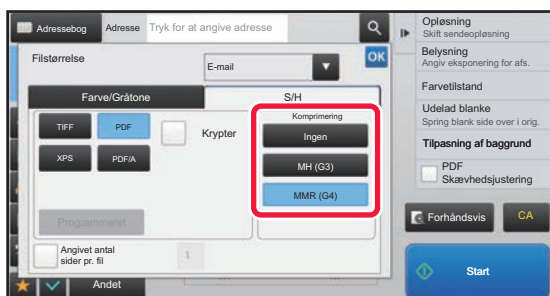 Adressebog
Adresse
Tryk for at angive adresse
Filstørrelse
E-mail
OK
Farve/Gråtone
S/H
TIFF
PDF
Krypter
XPS
PDF/A
Komprimering
Ingen
MH (G3)
MMR (G4)
Programmeret
Angivet antal
sider pr. fil
1
Andet
Opløsning
Skift sendeopløsning
Belysning
Angiv eksponering for afs.
Farvetilstand
Udelad blanke
Spring blank side over i orig.
Tilpasning af baggrund
PDF
Skævhedsjustering
Forhåndsvis
CA
Start